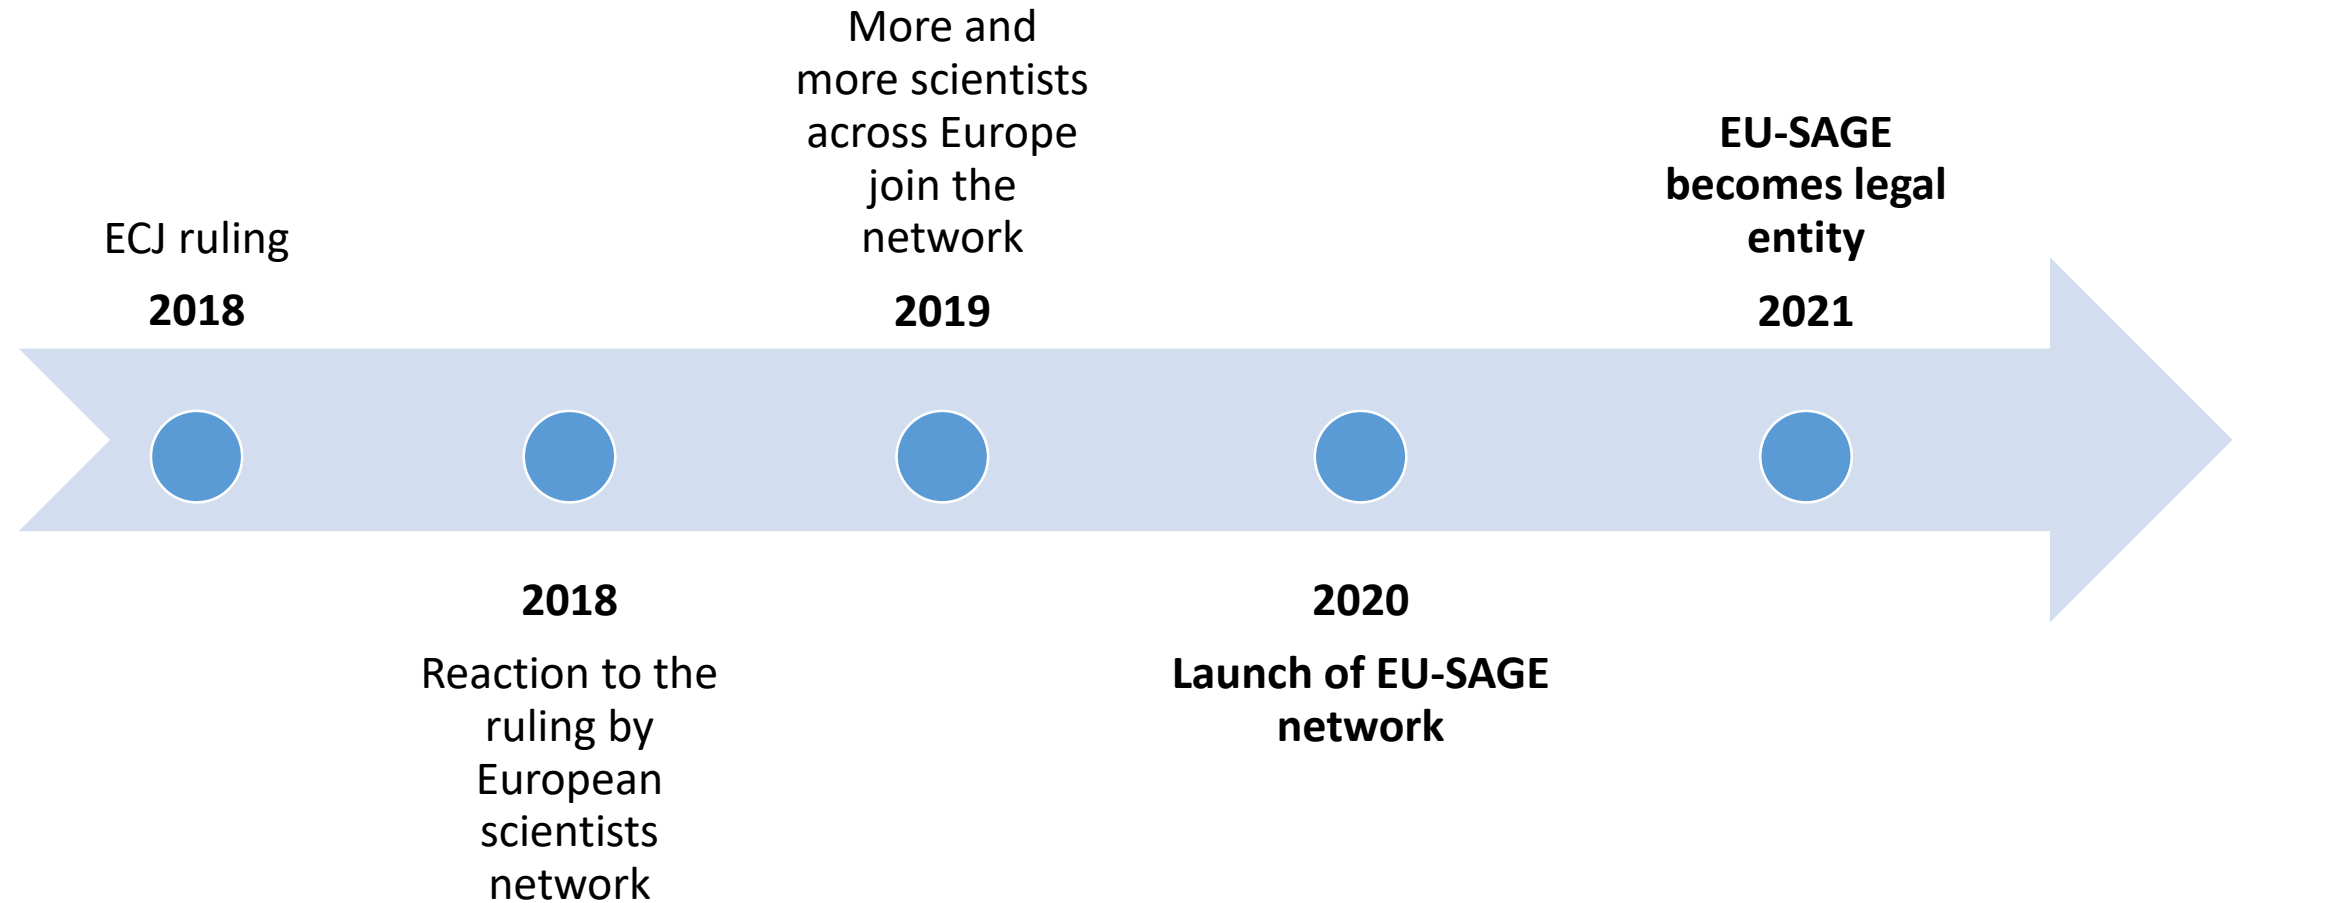 ECJ ruling
2018
2018
Reaction to the
ruling by
European
scientists
network
More and
more scientists
across Europe
join the
network
2019
2020
Launch of EU-SAGE
network
EU-SAGE
becomes legal
entity
2021